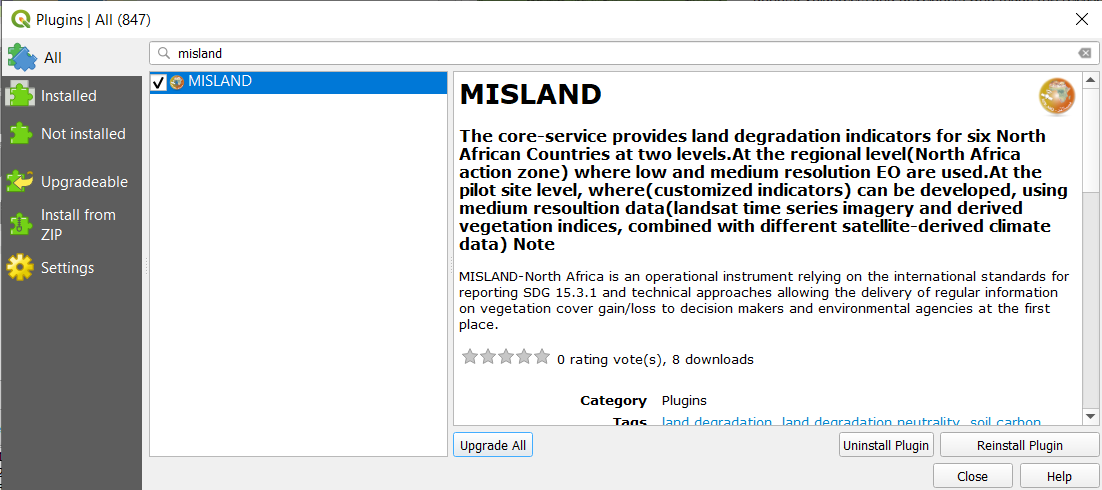 Plugins | All (847)
All
misland
Installed
Not installed
Upgradeable
Install from
ZIP
Settings
MISLAND
MISLAND
The core-service provides land degradation indicators for six North
African Countries at two levels.At the regional level(North Africa
action zone) where low and medium resolution EO are used.At the
pilot site level, where(customized indicators) can be developed, using
medium resoultion data(landsat time series imagery and derived
vegetation indices, combined with different satellite-derived climate
data) Note
MISLAND-North Africa is an operational instrument relying on the international standards for
reporting SDG 15.3.1 and technical approaches allowing the delivery of regular information
on vegetation cover gain/loss to decision makers and environmental agencies at the first
place.
0 rating vote(s), 8 downloads
Category Plugins
Tags land degradation, land degradation neutrality, soil carbon,
Upgrade All
Uninstall Plugin
Reinstall Plugin
Close
Help